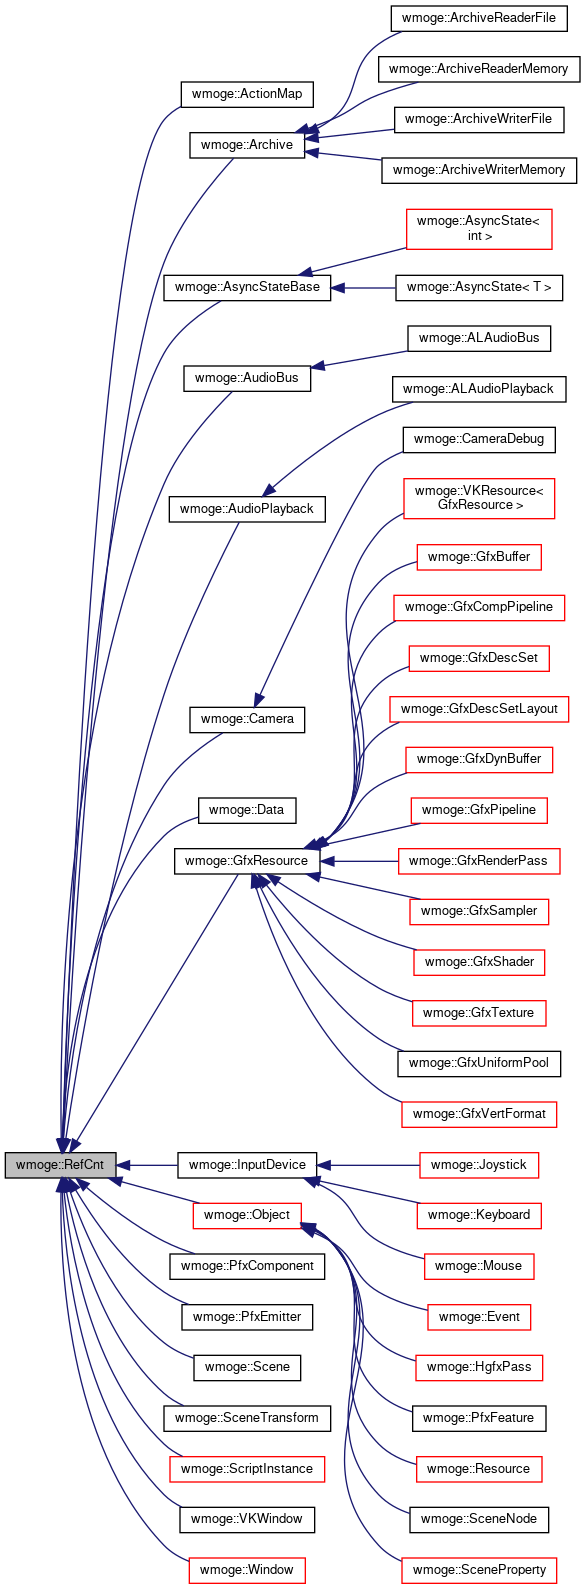 wmoge::ArchiveReaderFile
wmoge::ArchiveReaderMemory
wmoge::ActionMap
wmoge::ArchiveWriterFile
wmoge::Archive
wmoge::ArchiveWriterMemory
wmoge::AsyncState<
int >
wmoge::AsyncStateBase
wmoge::AsyncState< T >
wmoge::ALAudioBus
wmoge::AudioBus
wmoge::ALAudioPlayback
wmoge::CameraDebug
wmoge::VKResource<
GfxResource >
wmoge::AudioPlayback
wmoge::GfxBuffer
wmoge::GfxCompPipeline
wmoge::GfxDescSet
wmoge::GfxDescSetLayout
wmoge::Camera
wmoge::GfxDynBuffer
wmoge::Data
wmoge::GfxPipeline
wmoge::GfxResource
wmoge::GfxRenderPass
wmoge::GfxSampler
wmoge::GfxShader
wmoge::GfxTexture
wmoge::GfxUniformPool
wmoge::GfxVertFormat
wmoge::RefCnt
wmoge::InputDevice
wmoge::Joystick
wmoge::Object
wmoge::Keyboard
wmoge::PfxComponent
wmoge::Mouse
wmoge::PfxEmitter
wmoge::Event
wmoge::Scene
wmoge::HgfxPass
wmoge::SceneTransform
wmoge::PfxFeature
wmoge::ScriptInstance
wmoge::Resource
wmoge::VKWindow
wmoge::SceneNode
wmoge::Window
wmoge::SceneProperty